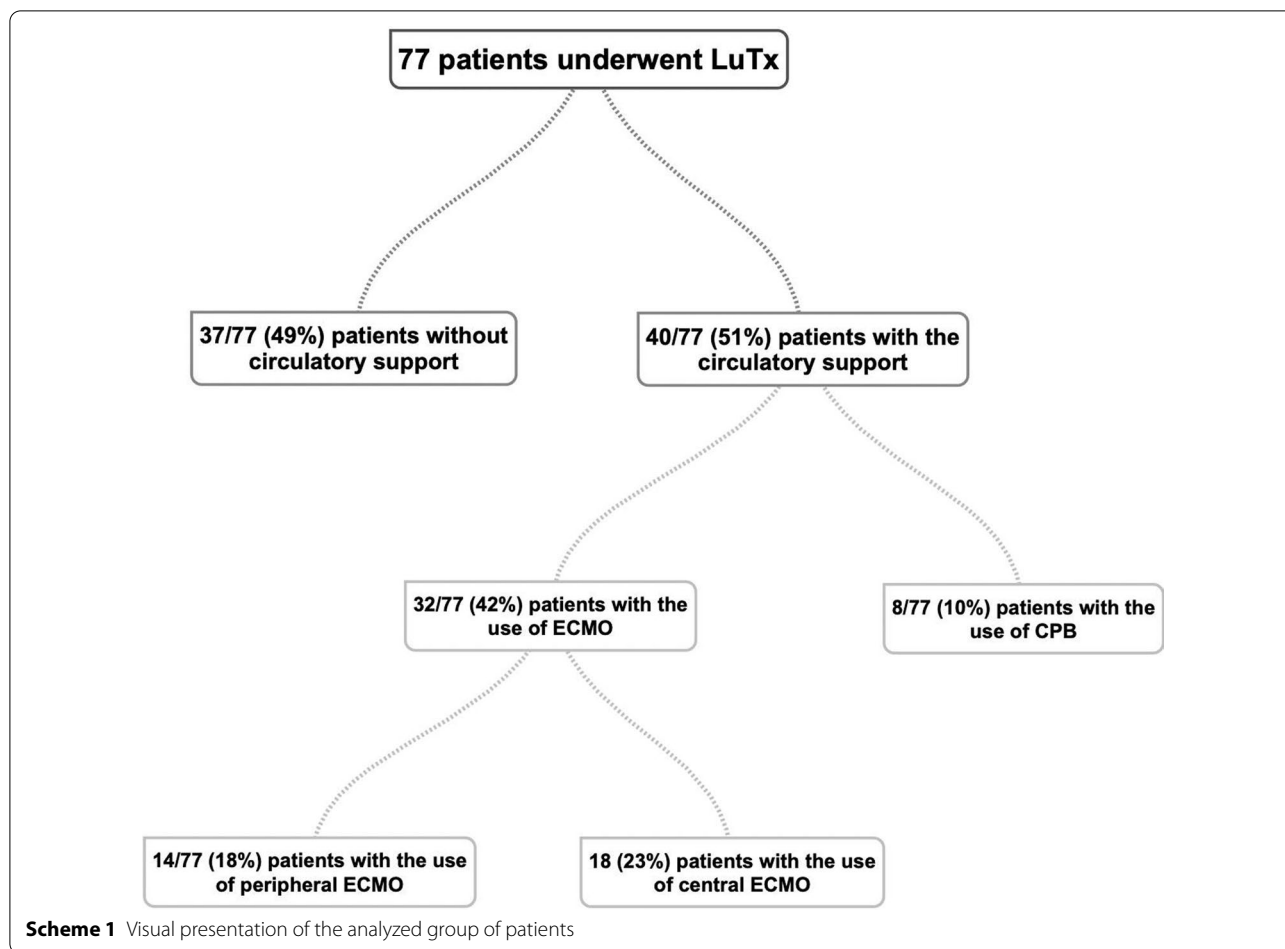 77 patients underwent LuTx
37/77 (49%) patients without
circulatory support
40/77 (51%) patients with the
circulatory support
32/77 (42%) patients with the
use of ECMO
8/77 (10%) patients with the
use of CPB
14/77 (18%) patients with the use
of peripheral ECMO
18 (23%) patients with the use
of central ECMO
Scheme 1 Visual presentation of the analyzed group of patients